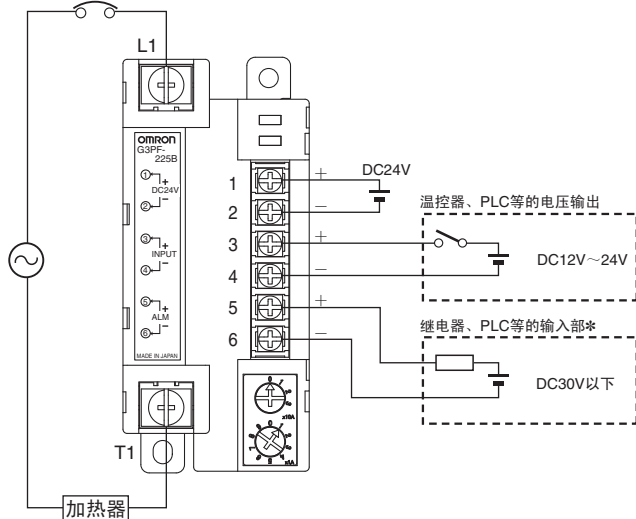 L1
OMRON
G3PF-
225B
① +
DC24V
② −
③ +
INPUT
④ −
⑤ +
ALM
⑥ −
MADE IN JAPAN
T1
加热器
1
2
3
4
5
6
+
DC24V
−
+
−
+
−
温控器、PLC等的电压输出
DC12V～24V
继电器、PLC等的输入部*
DC30V以下
x10A
x1A